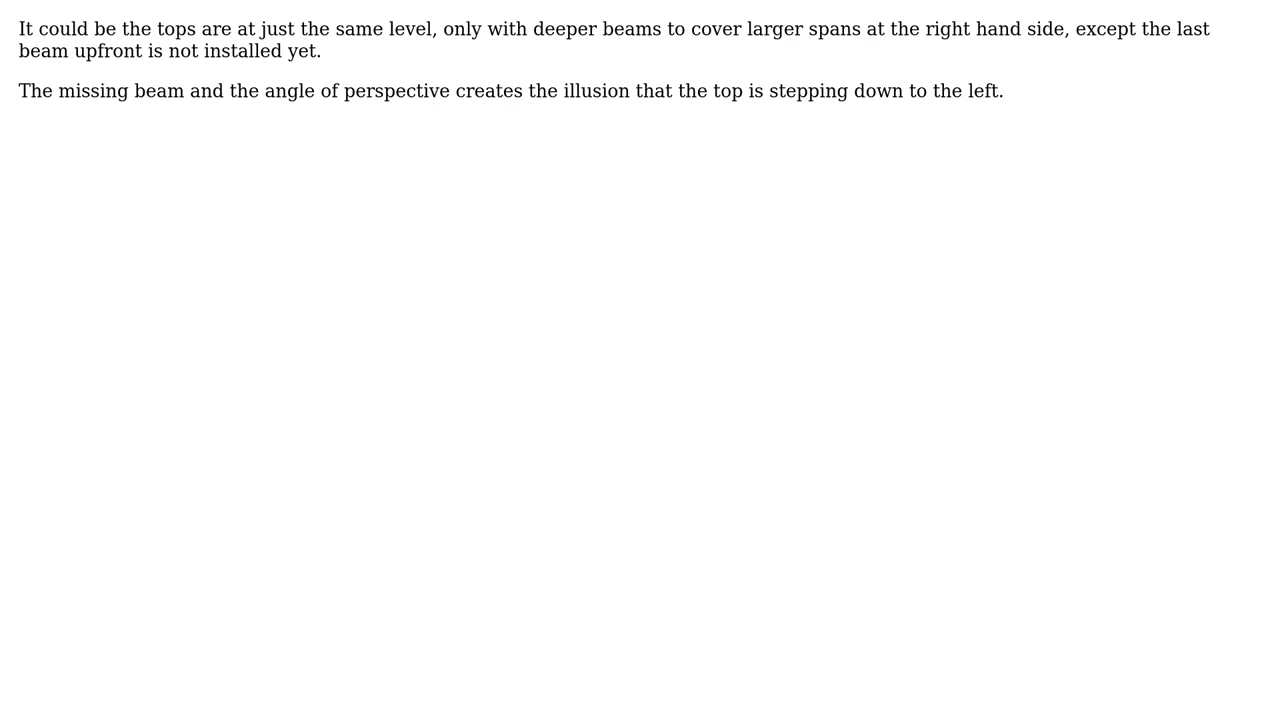 It could be the tops are at just the same level, only with deeper beams to cover larger spans at the right hand side, except the last
beam upfront is not installed yet.
The missing beam and the angle of perspective creates the illusion that the top is stepping down to the left.